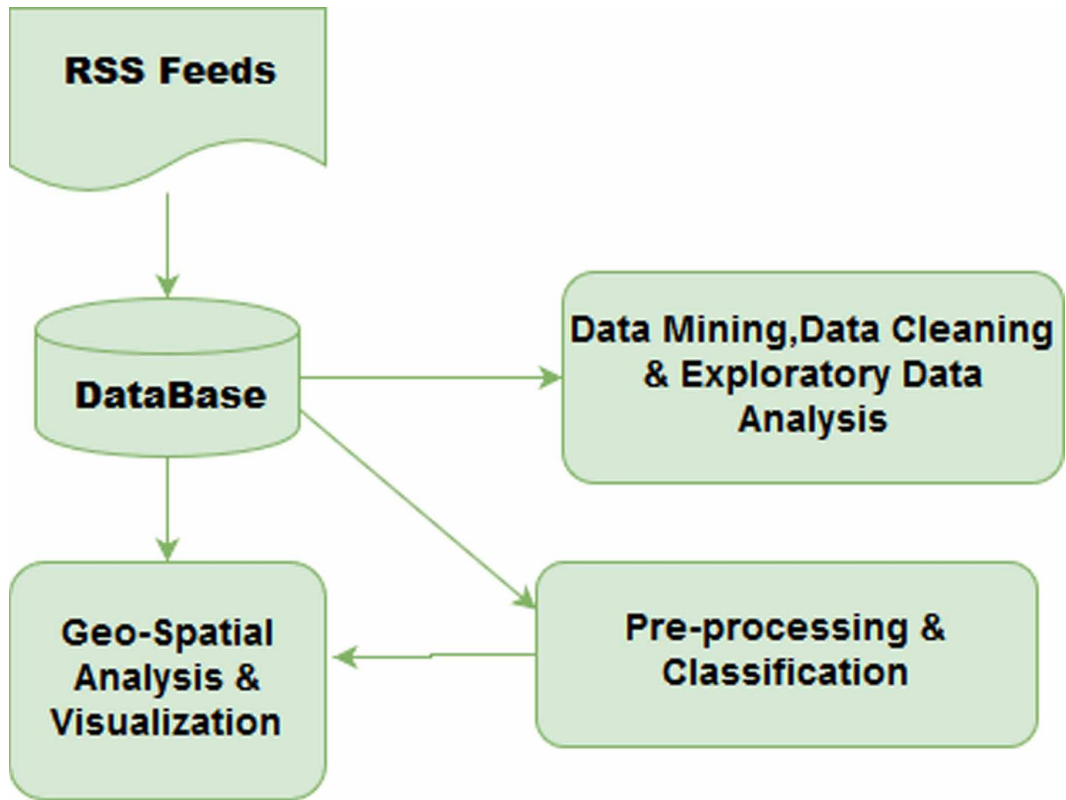 RSS Feeds
DataBase
Data Mining,Data Cleaning
& Exploratory Data
Analysis
Geo-Spatial
Analysis &
Visualization
Pre-processing &
Classification